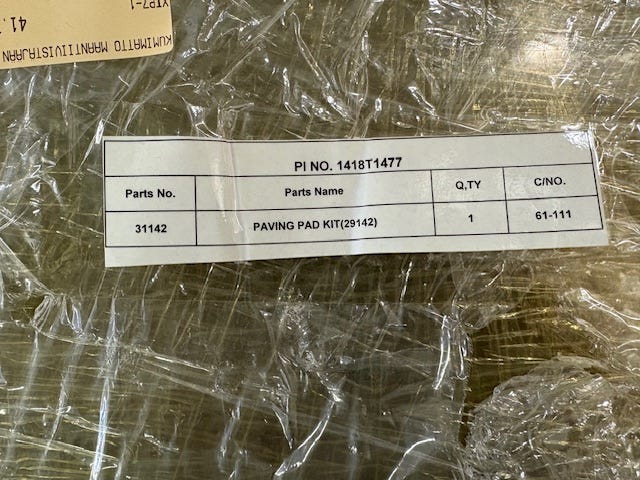 KUMIMATTO MAANTIIVISTAJAAN
41.
PI NO. 1418T1477
Parts No. Parts Name Q,TY C/NO.
31142 PAVING PAD KIT(29142) 1 61-111